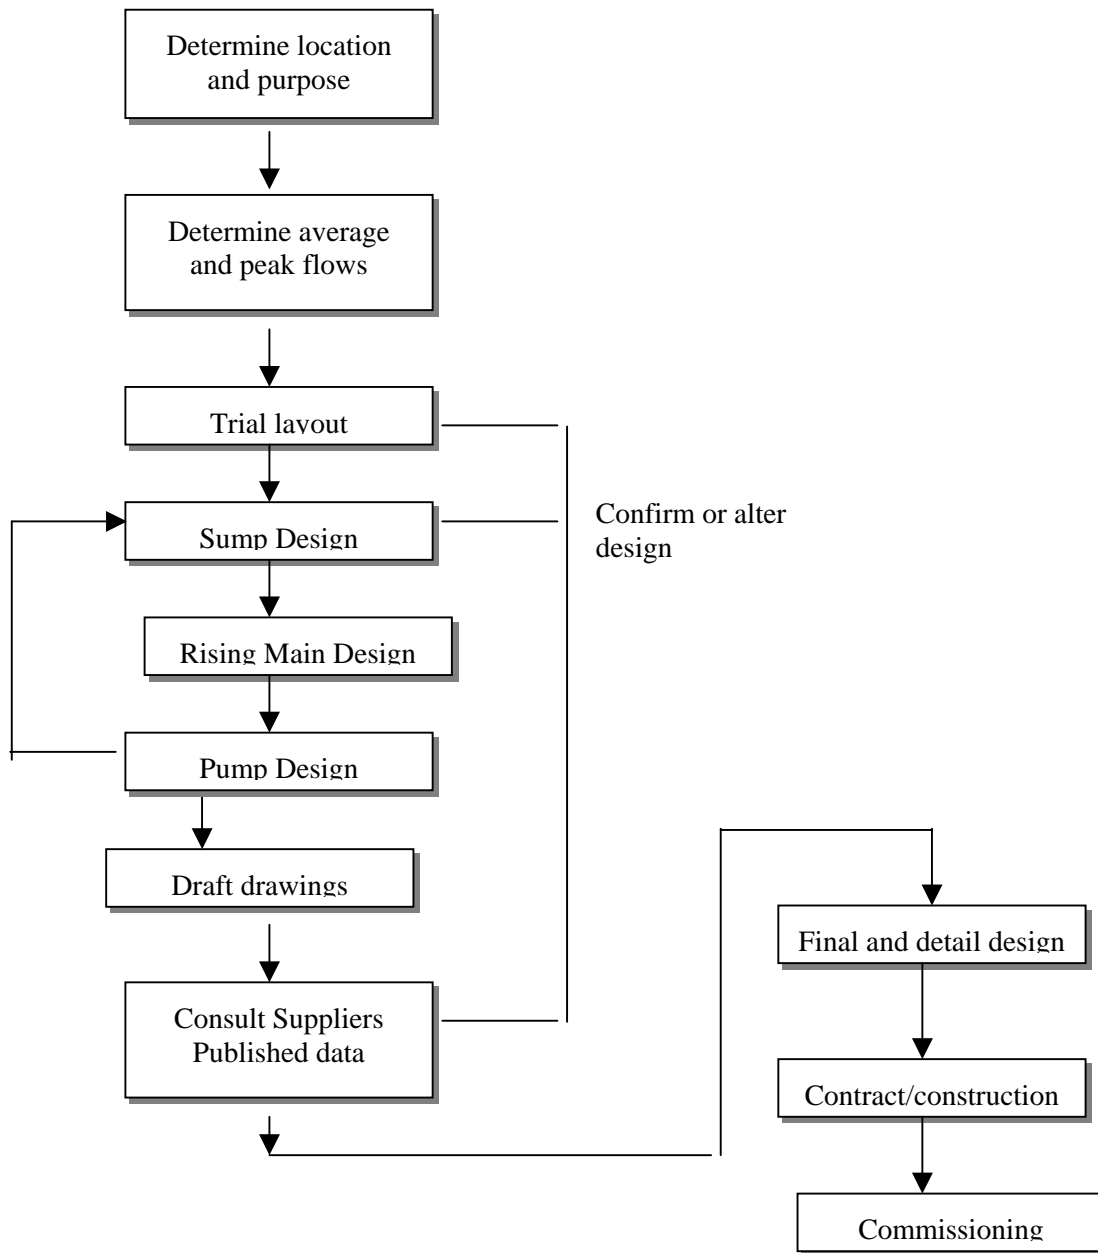 Determine location
and purpose
Determine average
and peak flows
Trial layout
Sump Design
Confirm or alter
design
Rising Main Design
Pump Design
Draft drawings
Consult Suppliers
Published data
Final and detail design
Contract/construction
Commissioning